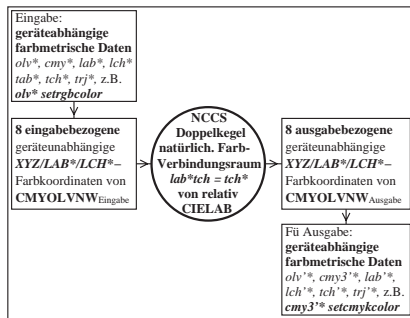 Eingabe:
geräteabhängige
farbmetrische Daten
olv*, cmy*, lab*, lch*
tab*, tch*, trj*, z.B.
olv* setrgbcolor
8 eingabebezogene
geräteunabhängige
XYZ/LAB*/LCH*–
Farbkoordinaten von
CMYOLVNWEingabe
NCCS
Doppelkegel
natürlich. Farb-
Verbindungsraum
lab*tch = tch*
von relativ
CIELAB
8 ausgabebezogene
geräteunabhängige
XYZ/LAB*/LCH*–
Farbkoordinaten von
CMYOLVNWAusgabe
Fü Ausgabe:
geräteabhängige
farbmetrische Daten
olv'*, cmy3'*, lab'*,
lch'*, tch'*, trj'*, z.B.
cmy3'* setcmykcolor